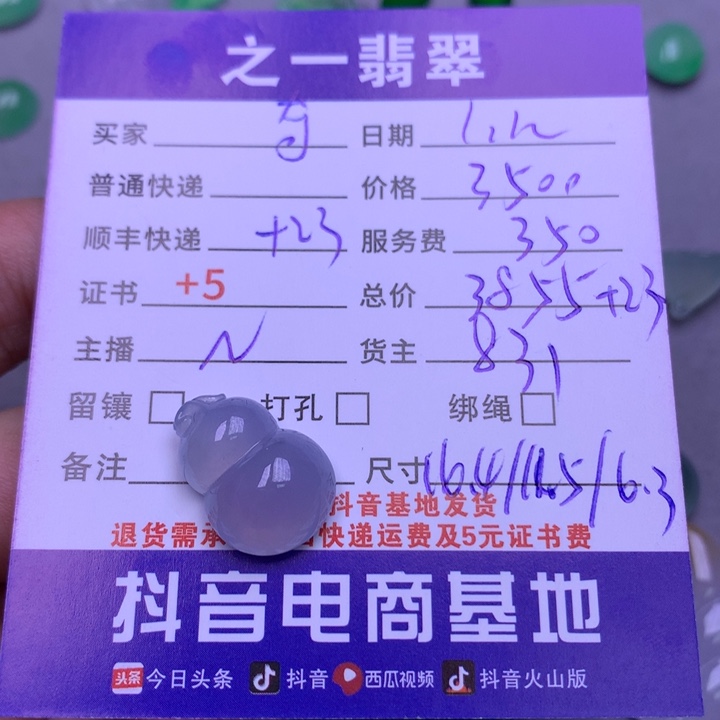 之一翡翠
买家 日期
普通快递 价格 3500
顺丰快递 +23 服务费 350
证书 +5 总价 3855+23
主播 N 货主 831
留镶 打孔 绑绳
备注 尺寸 16.4/11.5/6.3
抖音基地发货
退货需承 快递运费及5元证书费
抖音电商基地
头条 今日头条 抖音 西瓜视频 抖音火山版